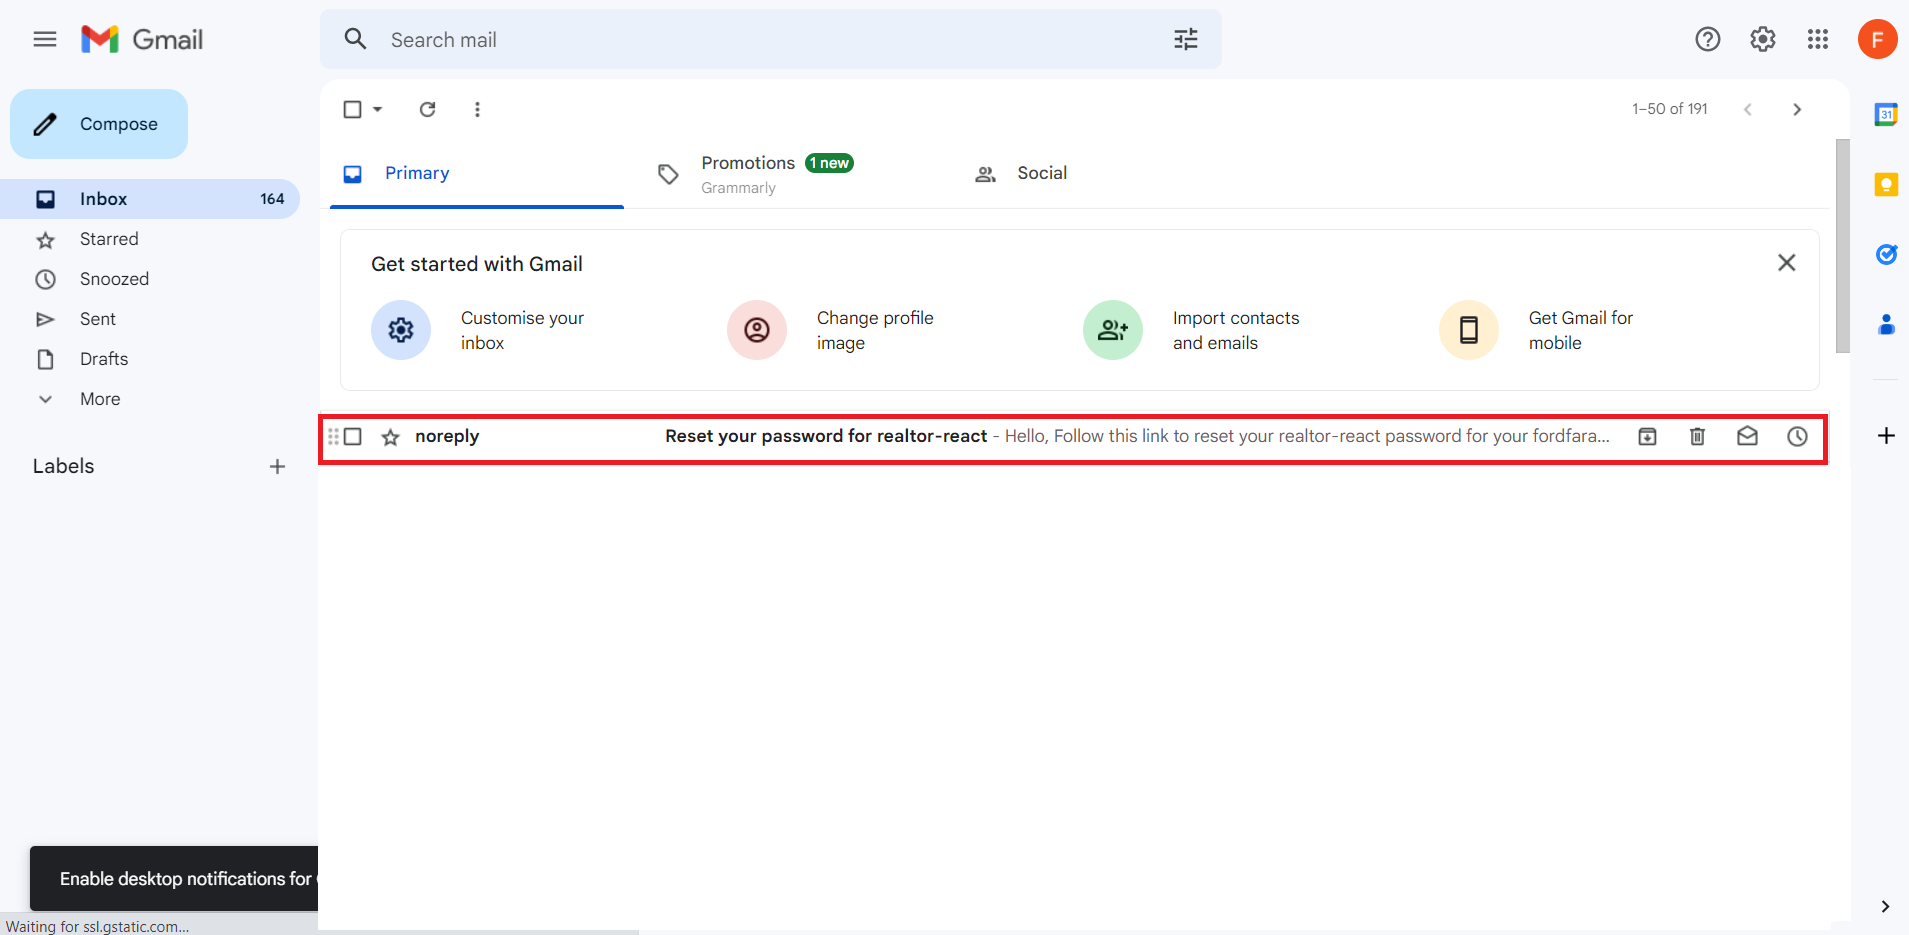 Gmail
Search mail
F
Compose
1–50 of 191
31
Primary
Promotions 1 new
Grammarly
Social
Inbox 164
Starred
Snoozed
Sent
Drafts
More
Labels
Get started with Gmail
Customise your
inbox
Change profile
image
Import contacts
and emails
Get Gmail for
mobile
noreply Reset your password for realtor-react - Hello, Follow this link to reset your realtor-react password for your fordfara...
Enable desktop notifications for
Waiting for ssl.gstatic.com...